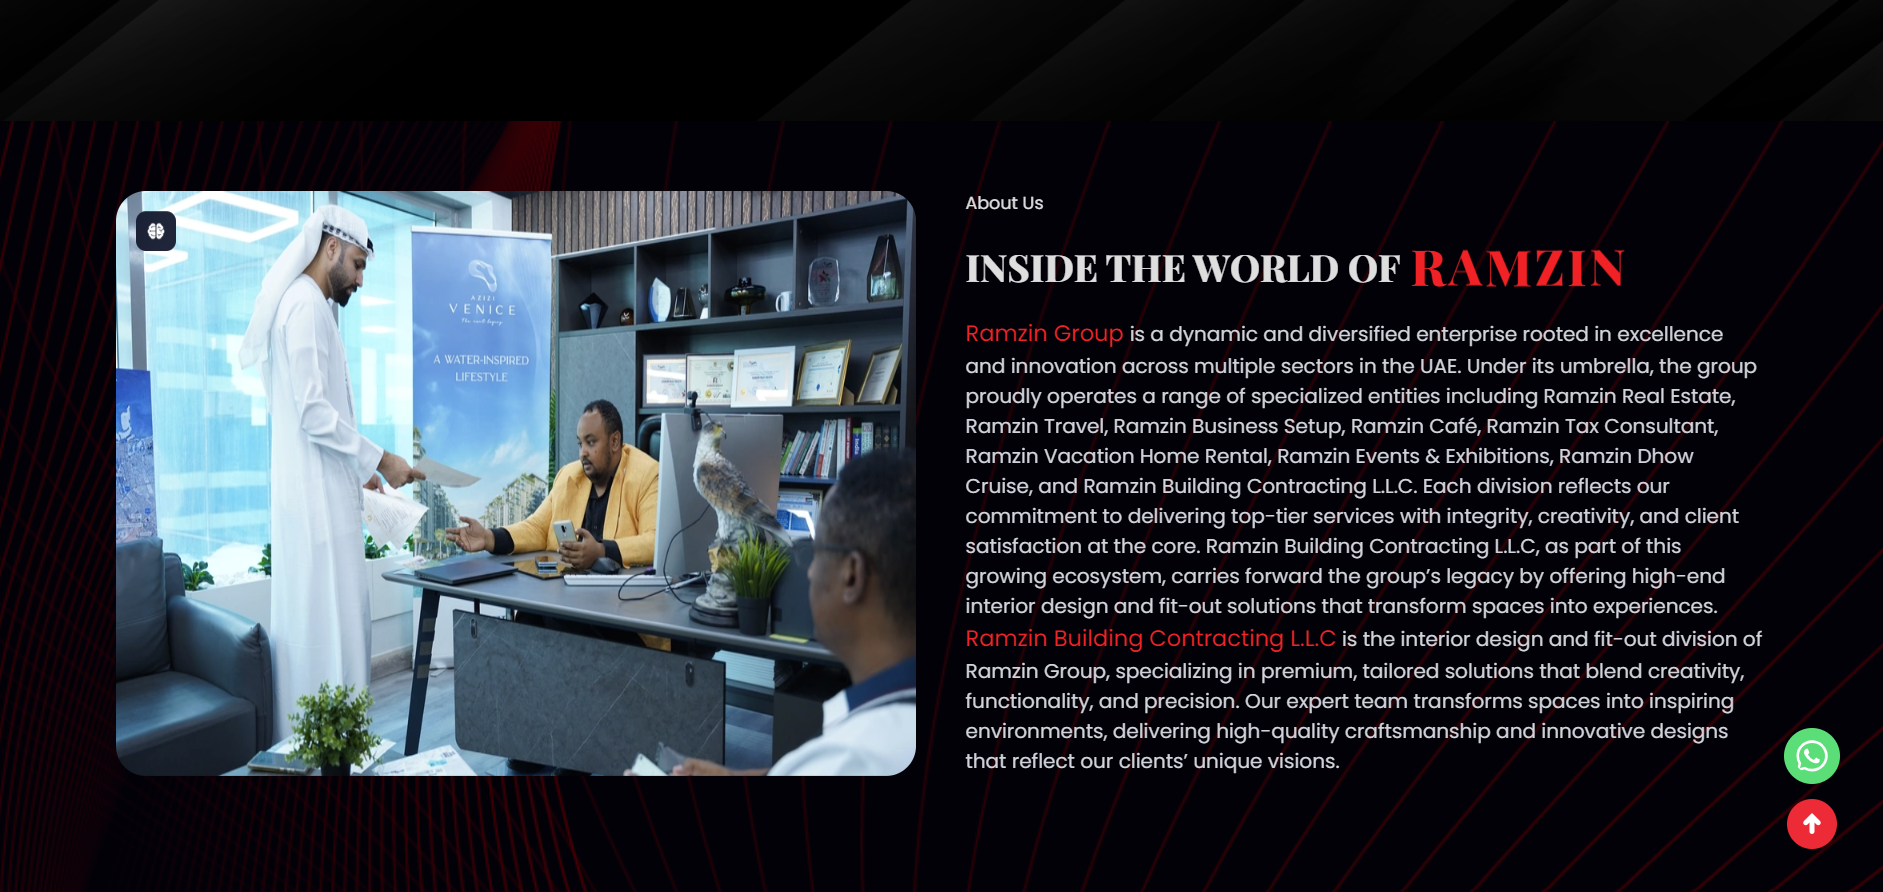 About Us
INSIDE THE WORLD OF RAMZIN
Ramzin Group is a dynamic and diversified enterprise rooted in excellence
and innovation across multiple sectors in the UAE. Under its umbrella, the group
proudly operates a range of specialized entities including Ramzin Real Estate,
Ramzin Travel, Ramzin Business Setup, Ramzin Café, Ramzin Tax Consultant,
Ramzin Vacation Home Rental, Ramzin Events & Exhibitions, Ramzin Dhow
Cruise, and Ramzin Building Contracting L.L.C. Each division reflects our
commitment to delivering top-tier services with integrity, creativity, and client
satisfaction at the core. Ramzin Building Contracting L.L.C, as part of this
growing ecosystem, carries forward the group’s legacy by offering high-end
interior design and fit-out solutions that transform spaces into experiences.
Ramzin Building Contracting L.L.C is the interior design and fit-out division of
Ramzin Group, specializing in premium, tailored solutions that blend creativity,
functionality, and precision. Our expert team transforms spaces into inspiring
environments, delivering high-quality craftsmanship and innovative designs
that reflect our clients’ unique visions.
AZIZI
VENICE
A WATER-INSPIRED
LIFESTYLE